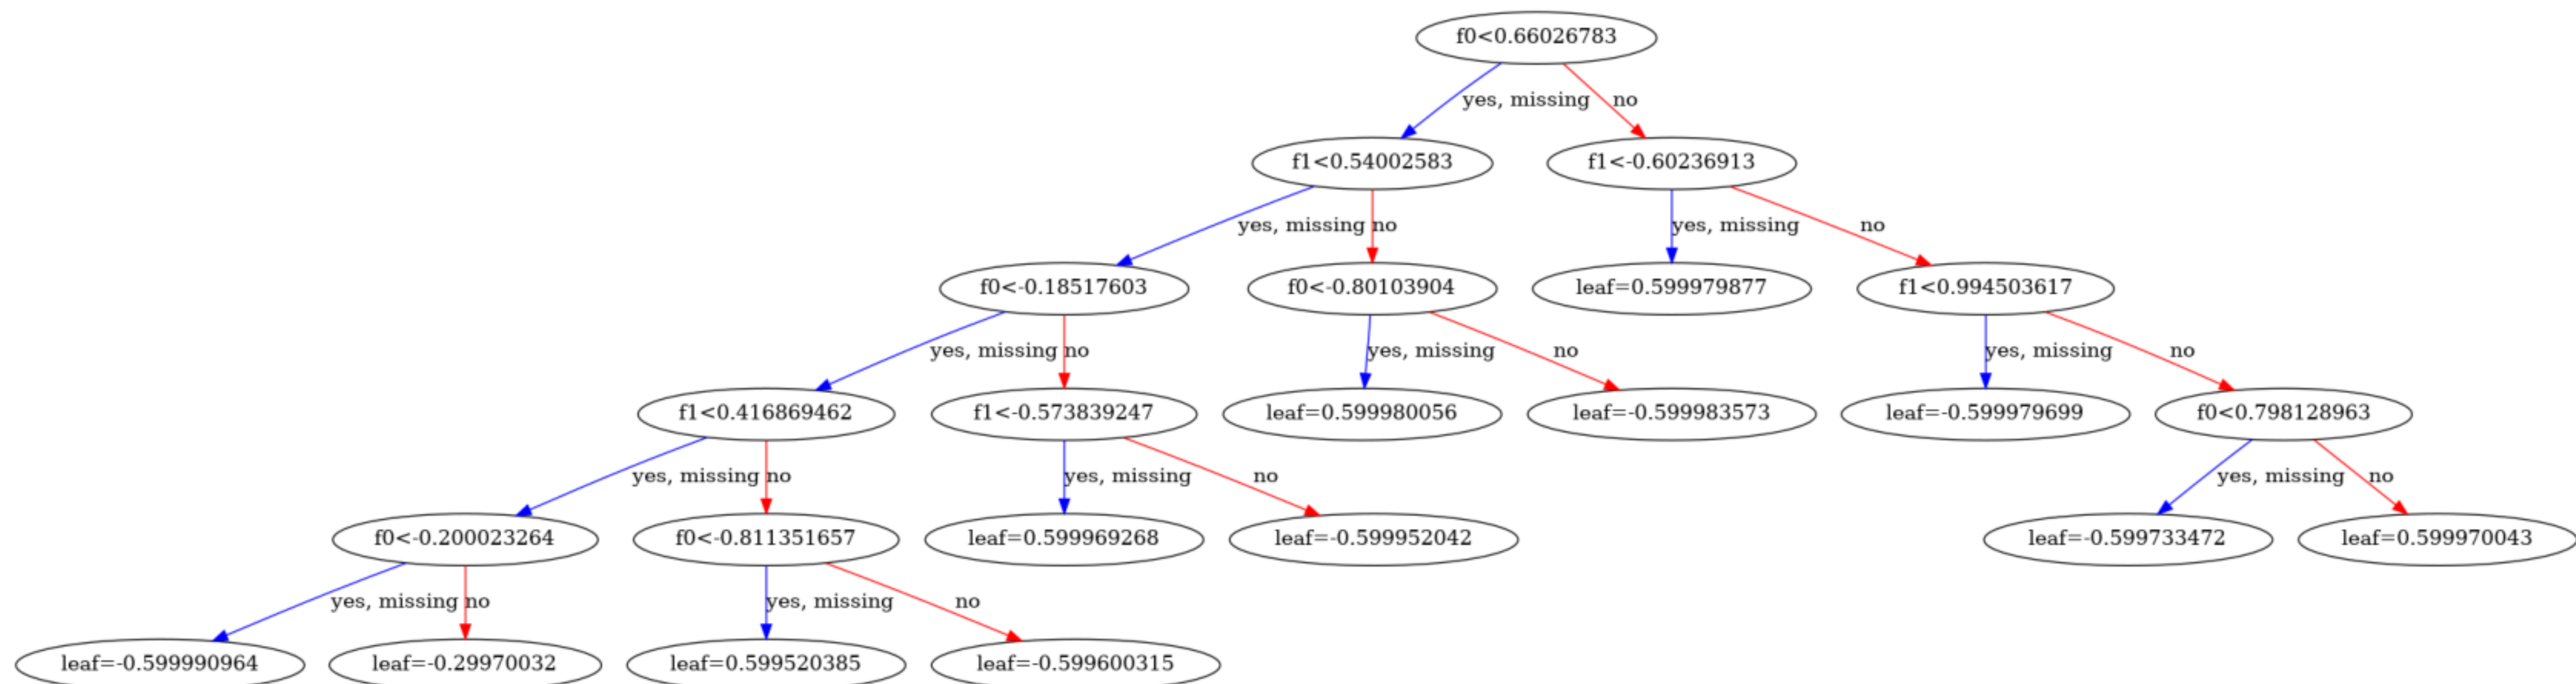 f0<0.66026783
yes, missing
no
f1<0.54002583
f1<-0.60236913
yes, missing
no
yes, missing
no
f0<-0.18517603
f0<-0.80103904
leaf=0.599979877
f1<0.994503617
yes, missing
no
yes, missing
no
yes, missing
no
f1<0.416869462
f1<-0.573839247
leaf=0.599980056
leaf=-0.599983573
leaf=-0.599979699
f0<0.798128963
yes, missing
no
yes, missing
no
yes, missing
no
f0<-0.200023264
f0<-0.811351657
leaf=0.599969268
leaf=-0.599952042
leaf=-0.599733472
leaf=0.599970043
yes, missing
no
yes, missing
no
leaf=-0.599990964
leaf=-0.29970032
leaf=0.599520385
leaf=-0.599600315